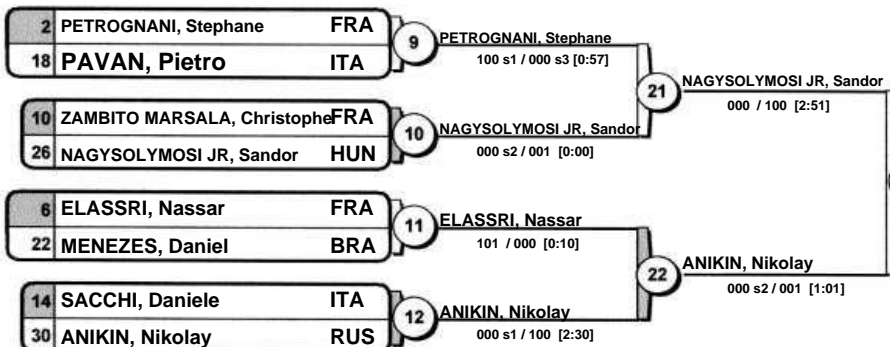 2 PETROGNANI, Stephane FRA
18 PAVAN, Pietro ITA
9
PETROGNANI, Stephane
100 s1 / 000 s3 [0:57]
10 ZAMBITO MARSALA, Christophe FRA
26 NAGYSOLYMOSI JR, Sandor HUN
10
NAGYSOLYMOSI JR, Sandor
000 s2 / 001 [0:00]
21
NAGYSOLYMOSI JR, Sandor
000 / 100 [2:51]
6 ELASSRI, Nassar FRA
22 MENEZES, Daniel BRA
11
ELASSRI, Nassar
101 / 000 [0:10]
14 SACCHI, Daniele ITA
30 ANIKIN, Nikolay RUS
12
ANIKIN, Nikolay
000 s1 / 100 [2:30]
22
ANIKIN, Nikolay
000 s2 / 001 [1:01]